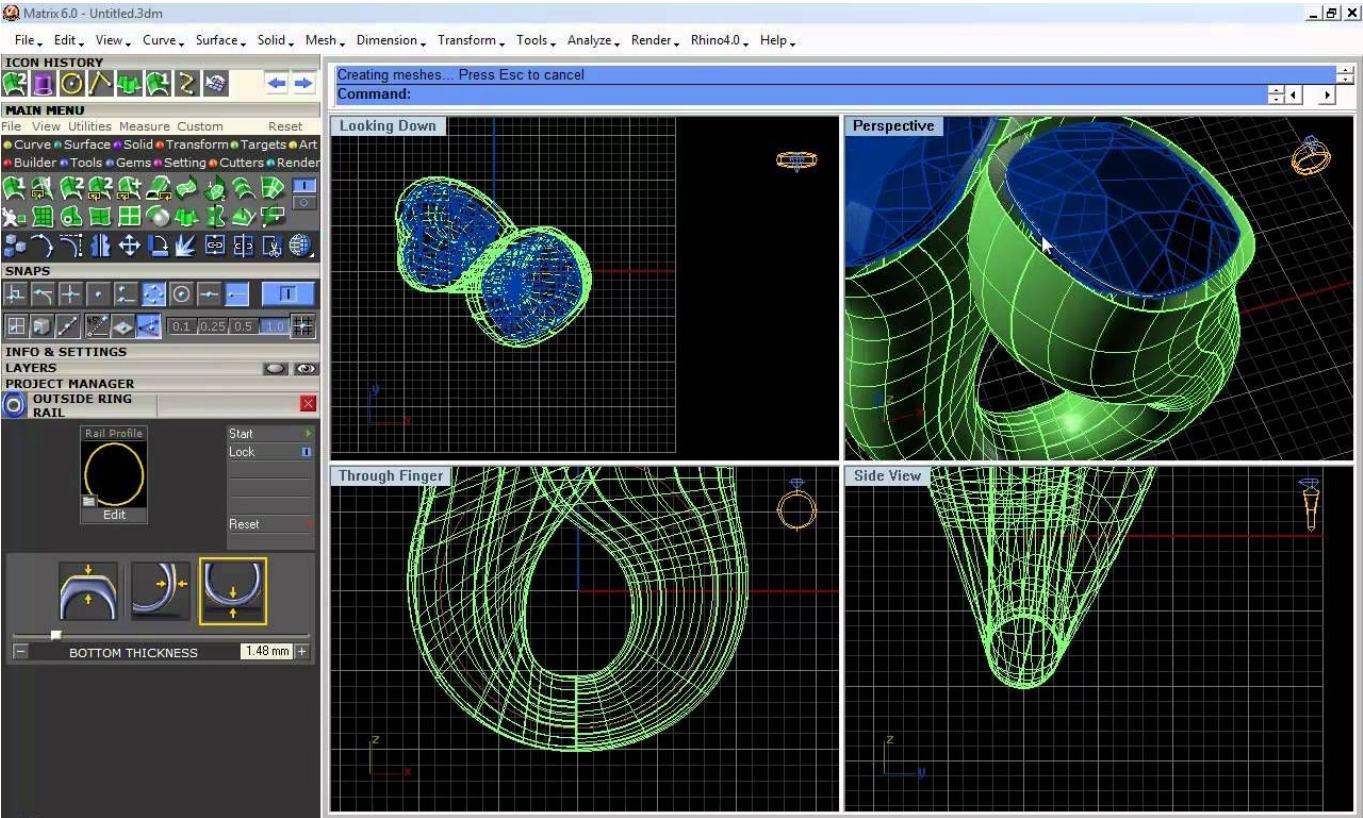 Matrix 6.0 - Untitled.3dm
File Edit View Curve Surface Solid Mesh Dimension Transform Tools Analyze Render Rhino4.0 Help
ICON HISTORY
Creating meshes... Press Esc to cancel
Command:
MAIN MENU
File View Utilities Measure Custom Reset
Curve Surface Solid Transform Targets Art
Builder Tools Gems Setting Cutters Render
SNAPS
0.1 0.25 0.5 1.0
INFO & SETTINGS
LAYERS
PROJECT MANAGER
OUTSIDE RING
RAIL
Rail Profile
Edit
Start
Lock
Reset
BOTTOM THICKNESS 1.48 mm
Looking Down
y
x
Perspective
z
x
Through Finger
z
x
Side View
z
y